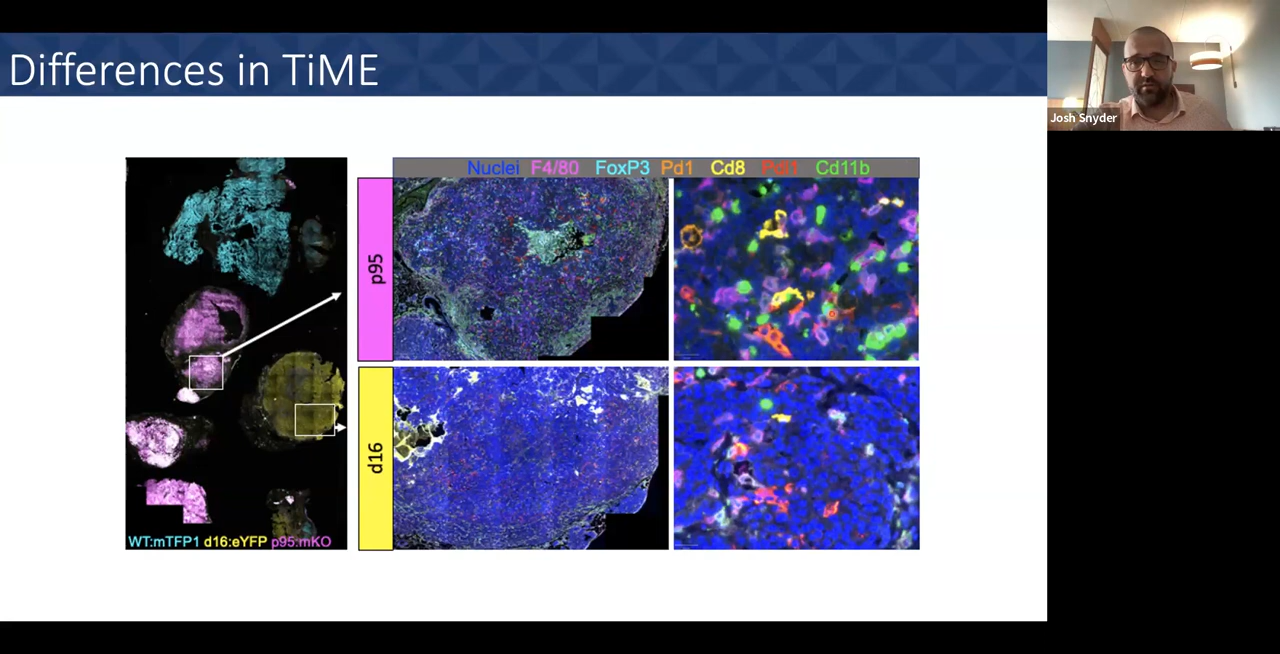 Differences in TiME
Josh Snyder
Nuclei F4/80 FoxP3 Pd1 Cd8 Pdl1 Cd11b
p95
d16
WT:mTFP1 d16:eYFP p95:mKO